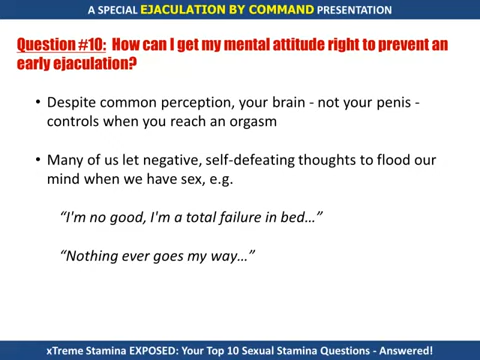 A SPECIAL EJACULATION BY COMMAND PRESENTATION
Question #10: How can I get my mental attitude right to prevent an
early ejaculation?
• Despite common perception, your brain - not your penis -
controls when you reach an orgasm
• Many of us let negative, self-defeating thoughts to flood our
mind when we have sex, e.g.
“I'm no good, I'm a total failure in bed…”
“Nothing ever goes my way…”
xTreme Stamina EXPOSED: Your Top 10 Sexual Stamina Questions - Answered!